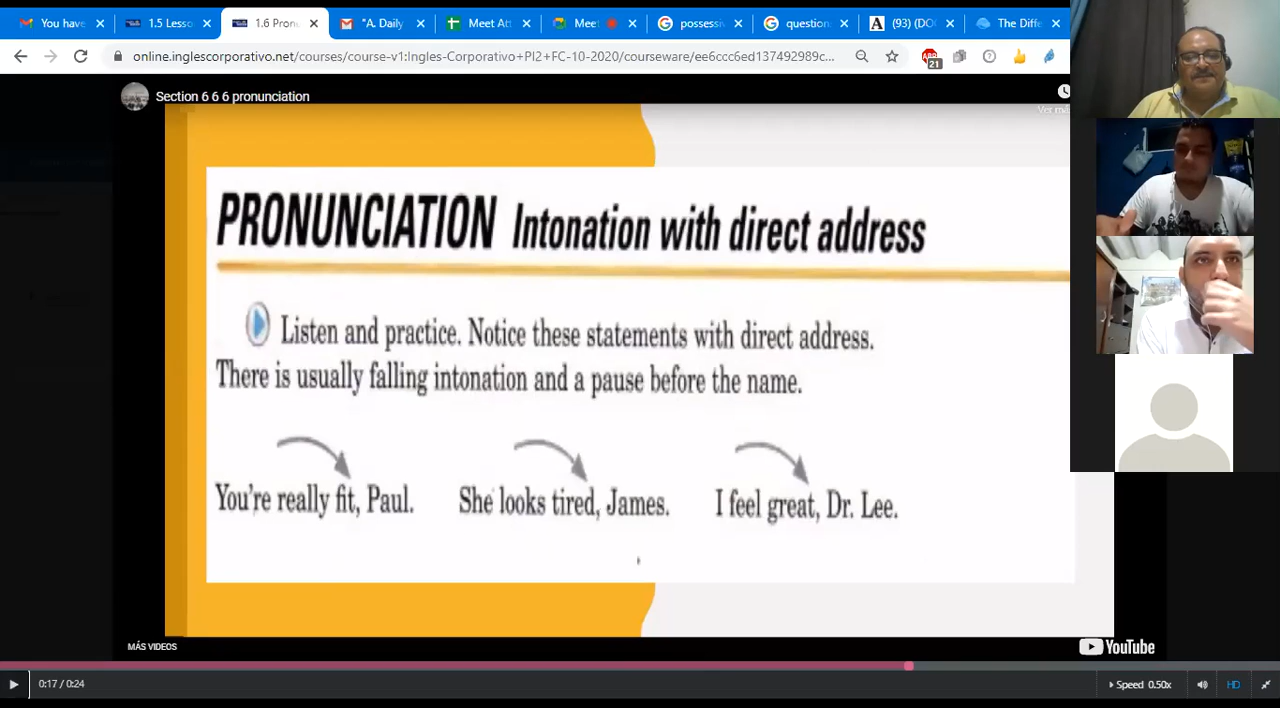 You have
1.5 Lesso
1.6 Pron
"A. Daily
Meet Att
Meet
possessiv
question
(93) (DO
The Diffe
online.inglescorporativo.net/courses/course-v1:Ingles-Corporativo+PI2+FC-10-2020/courseware/ee6ccc6ed137492989c...
21
Section 6 6 6 pronunciation
Ver má
PRONUNCIATION Intonation with direct address
Listen and practice. Notice these statements with direct address.
There is usually falling intonation and a pause before the name.
You're really fit, Paul. She looks tired, James. I feel great, Dr. Lee.
MÁS VIDEOS
YouTube
0:17 / 0:24
Speed 0.50x
HD